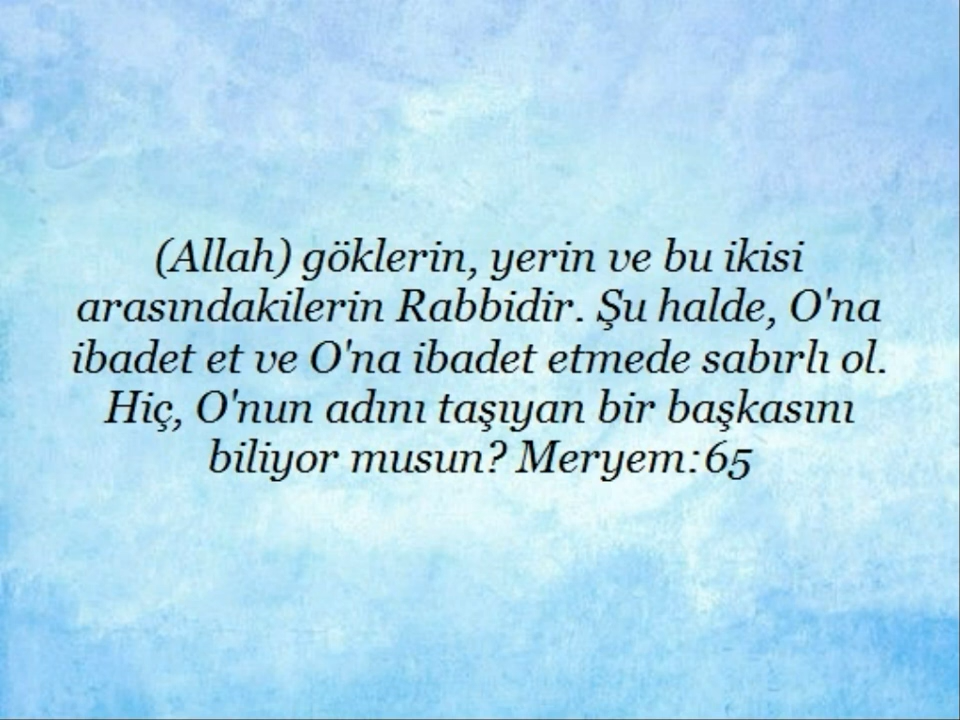 (Allah) göklerin, yerin ve bu ikisi
arasındakilerin Rabbidir. Şu halde, O'na
ibadet et ve O'na ibadet etmede sabırlı ol.
Hiç, O'nun adını taşıyan bir başkasını
biliyor musun? Meryem:65